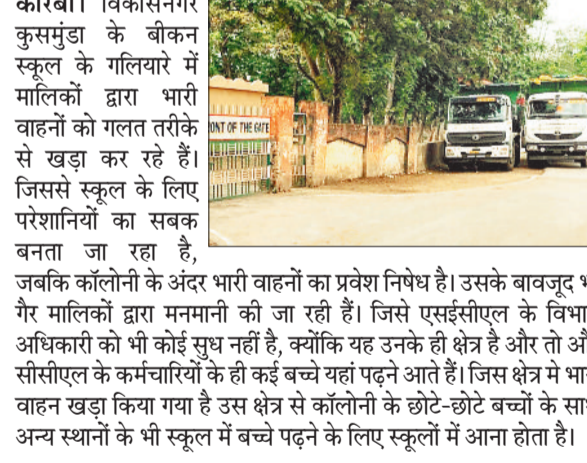 कोरबा। विकासनगर
कुसमुंडा के बीकन
स्कूल के गलियारे में
मालिकों द्वारा भारी
वाहनों को गलत तरीके
से खड़ा कर रहे हैं।
जिससे स्कूल के लिए
परेशानियों का सबक
बनता जा रहा है,
ONT OF THE GATE
जबकि कॉलोनी के अंदर भारी वाहनों का प्रवेश निषेध है। उसके बावजूद
गैर मालिकों द्वारा मनमानी की जा रही हैं। जिसे एसईसीएल के विभा
अधिकारी को भी कोई सुध नहीं है, क्योंकि यह उनके ही क्षेत्र है और तो औ
सीसीएल के कर्मचारियों के ही कई बच्चे यहां पढ़ने आते हैं। जिस क्षेत्र मे भा
वाहन खड़ा किया गया है उस क्षेत्र से कॉलोनी के छोटे-छोटे बच्चों के सा
अन्य स्थानों के भी स्कूल में बच्चे पढ़ने के लिए स्कूलों में आना होता है।